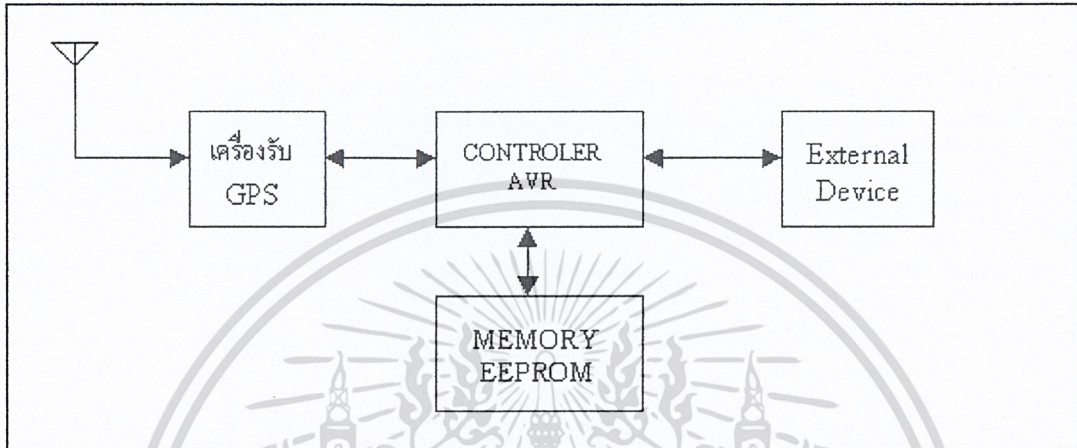 เครื่องรับ
GPS
CONTROLER
AVR
External
Device
MEMORY
EEPROM